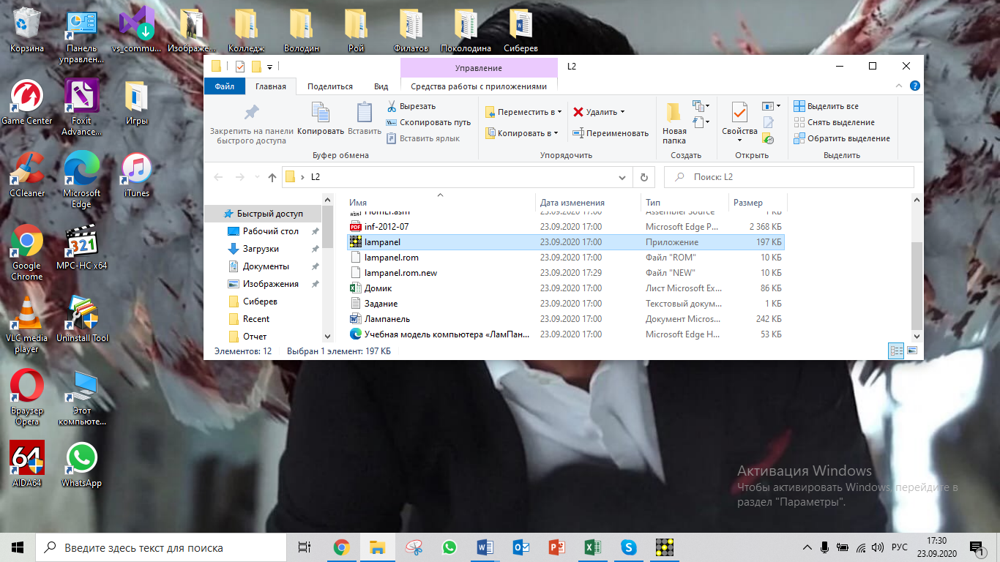 Корзина
Панель
управлен...
vs_commu...
Изображе...
Колледж
Володин
Рой
Филатов
Поколодина
Сиберев
Game Center
Foxit
Advance...
Игры
CCleaner
Microsoft
Edge
iTunes
Google
Chrome
MPC-HC x64
VLC media
player
Uninstall Tool
Браузер
Opera
Этот
компьюте...
AIDA64
WhatsApp
Управление
L2
Файл
Главная
Поделиться
Вид
Средства работы с приложениями
Закрепить на панели
быстрого доступа
Копировать
Вставить
Вырезать
Скопировать путь
Вставить ярлык
Буфер обмена
Переместить в
Копировать в
Удалить
Переименовать
Упорядочить
Новая
папка
Создать
Свойства
Открыть
Выделить все
Снять выделение
Обратить выделение
Выделить
L2
Поиск: L2
Быстрый доступ
Рабочий стол
Загрузки
Документы
Изображения
Сиберев
Recent
Отчет
Имя Дата изменения Тип Размер
23.09.2020 17:00 Assembler Source 1 КБ
inf-2012-07 23.09.2020 17:00 Microsoft Edge P... 2 368 КБ
lampanel 23.09.2020 17:00 Приложение 197 КБ
lampanel.rom 23.09.2020 17:00 Файл "ROM" 10 КБ
lampanel.rom.new 23.09.2020 17:29 Файл "NEW" 10 КБ
Домик 23.09.2020 17:00 Лист Microsoft Ex... 86 КБ
Задание 23.09.2020 17:00 Текстовый докум... 1 КБ
Лампанель 23.09.2020 17:00 Документ Micros... 242 КБ
Учебная модель компьютера «ЛамПан... 23.09.2020 17:00 Microsoft Edge H... 53 КБ
Элементов: 12 Выбран 1 элемент: 197 КБ
Активация Windows
Чтобы активировать Windows, перейдите в
раздел "Параметры".
Введите здесь текст для поиска
РУС
17:30
23.09.2020
1